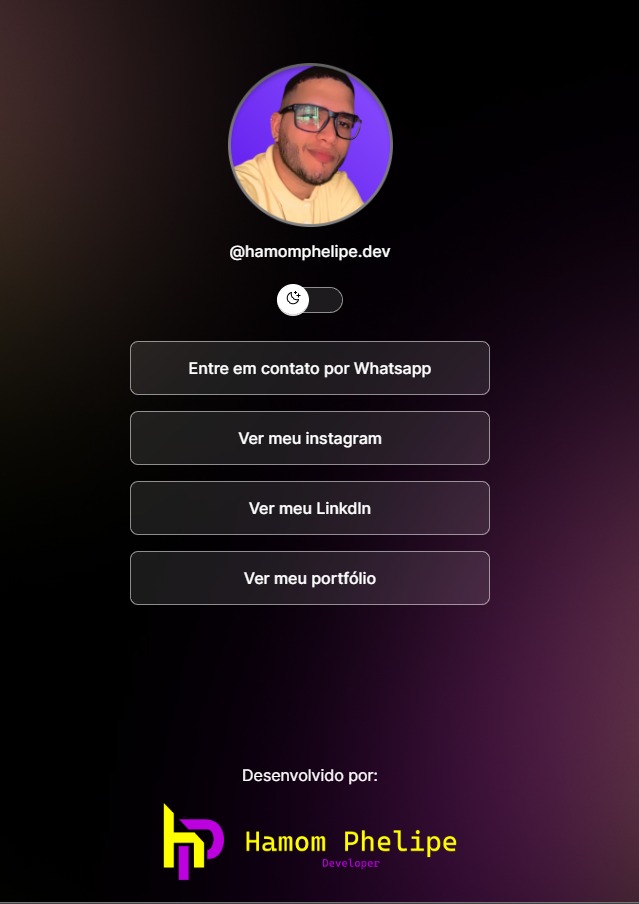 @hamomphelipe.dev
Entre em contato por Whatsapp
Ver meu instagram
Ver meu LinkdIn
Ver meu portfólio
Desenvolvido por:
hp
Hamom Phelipe
Developer